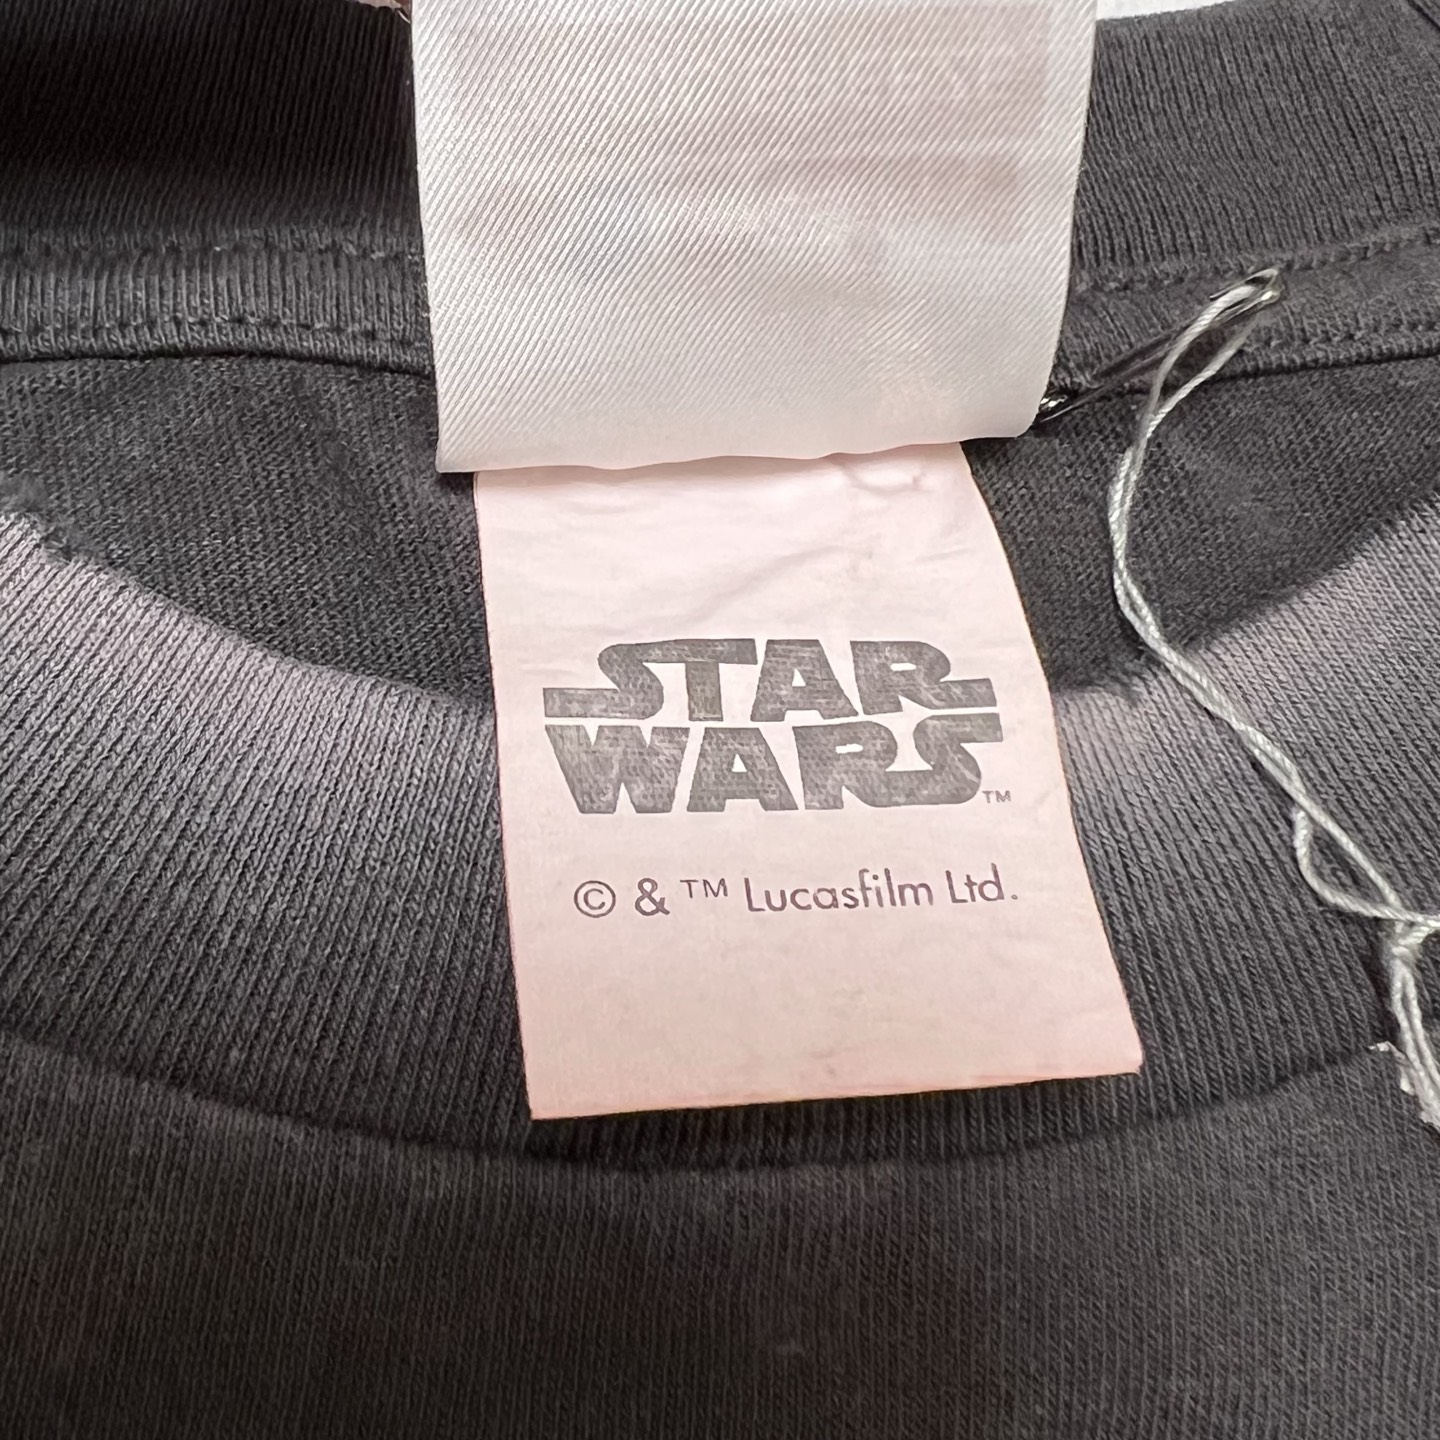 STAR
WARS™
© & ™ Lucasfilm Ltd.